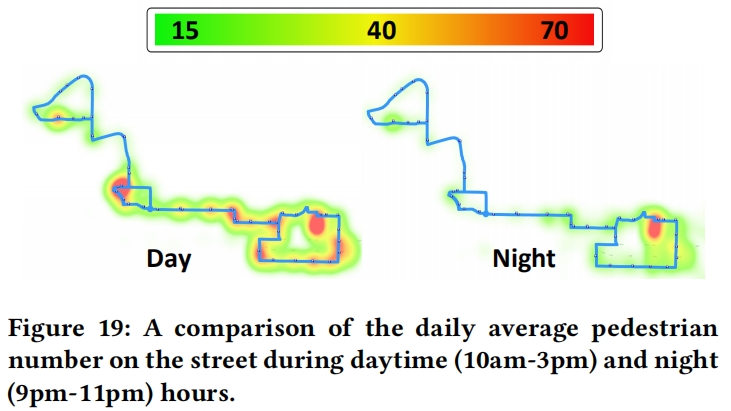 15 40 70
Day Night
Figure 19: A comparison of the daily average pedestrian
number on the street during daytime (10am-3pm) and night
(9pm-11pm) hours.